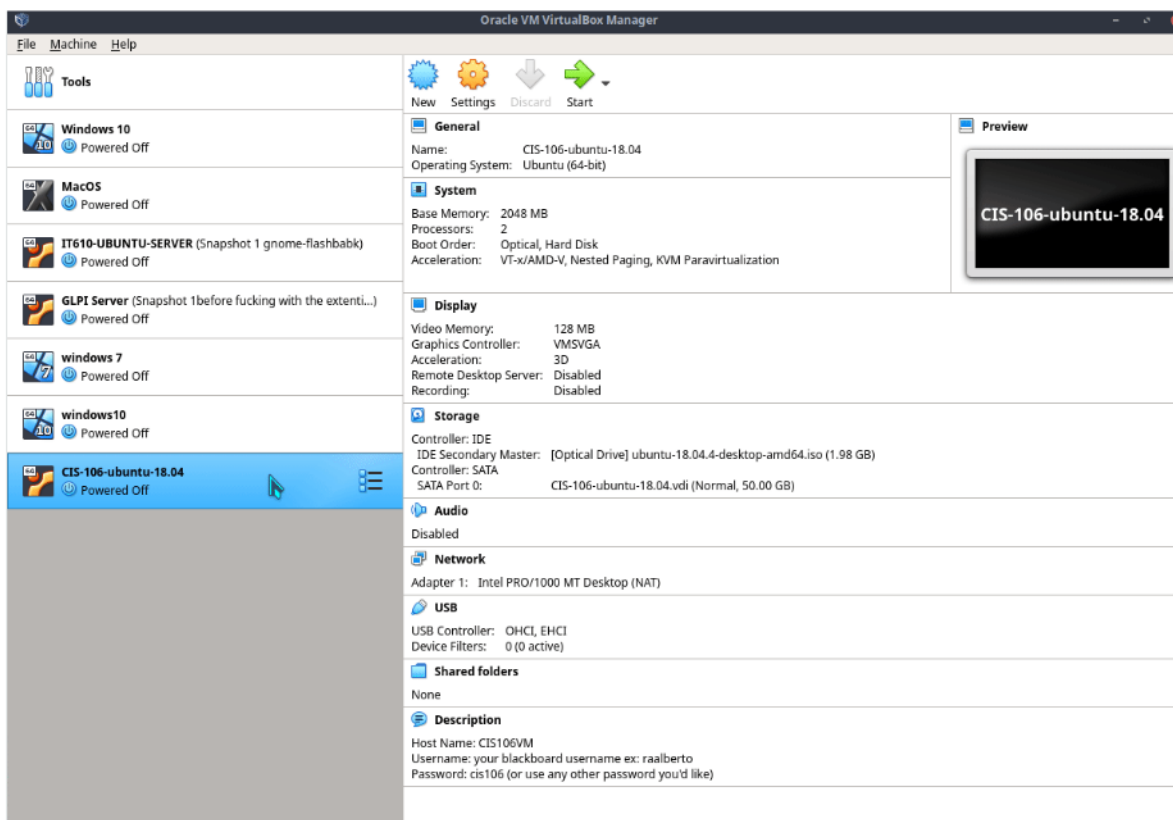 Oracle VM VirtualBox Manager
File Machine Help
Tools
Windows 10
Powered Off
MacOS
Powered Off
IT610-UBUNTU-SERVER (Snapshot 1 gnome-flashbabk)
Powered Off
GLPI Server (Snapshot 1before fucking with the extenti...)
Powered Off
windows 7
Powered Off
windows10
Powered Off
CIS-106-ubuntu-18.04
Powered Off
New Settings Discard Start
General
Name: CIS-106-ubuntu-18.04
Operating System: Ubuntu (64-bit)
Preview
CIS-106-ubuntu-18.04
System
Base Memory: 2048 MB
Processors: 2
Boot Order: Optical, Hard Disk
Acceleration: VT-x/AMD-V, Nested Paging, KVM Paravirtualization
Display
Video Memory: 128 MB
Graphics Controller: VMSVGA
Acceleration: 3D
Remote Desktop Server: Disabled
Recording: Disabled
Storage
Controller: IDE
IDE Secondary Master: [Optical Drive] ubuntu-18.04.4-desktop-amd64.iso (1.98 GB)
Controller: SATA
SATA Port 0: CIS-106-ubuntu-18.04.vdi (Normal, 50.00 GB)
Audio
Disabled
Network
Adapter 1: Intel PRO/1000 MT Desktop (NAT)
USB
USB Controller: OHCI, EHCI
Device Filters: 0 (0 active)
Shared folders
None
Description
Host Name: CIS106VM
Username: your blackboard username ex: raalberto
Password: cis106 (or use any other password you'd like)